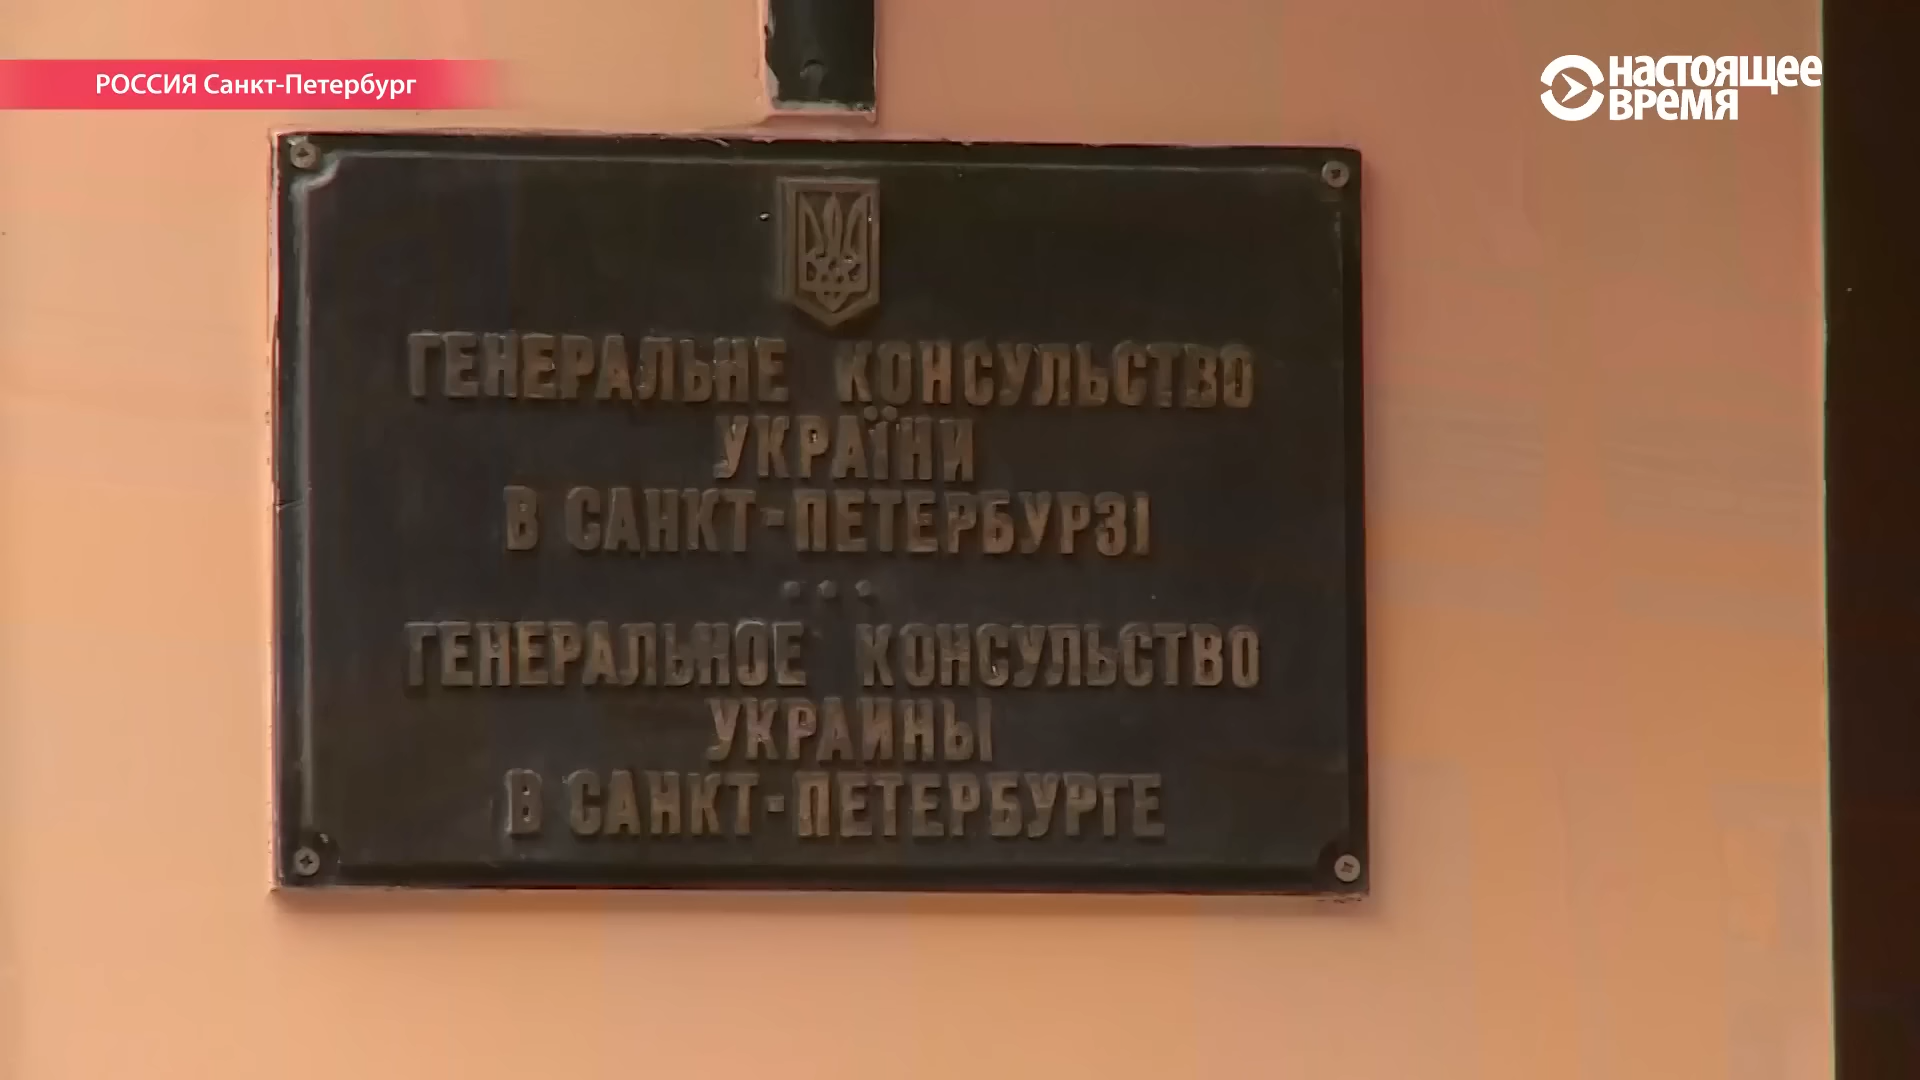 РОССИЯ Санкт-Петербург
НАСТОЯЩЕЕ
ВРЕМЯ
ГЕНЕРАЛЬНЕ КОНСУЛЬСТВО
УКРАЇНИ
В САНКТ-ПЕТЕРБУРЗІ
ГЕНЕРАЛЬНОЕ КОНСУЛЬСТВО
УКРАИНЫ
В САНКТ-ПЕТЕРБУРГЕ